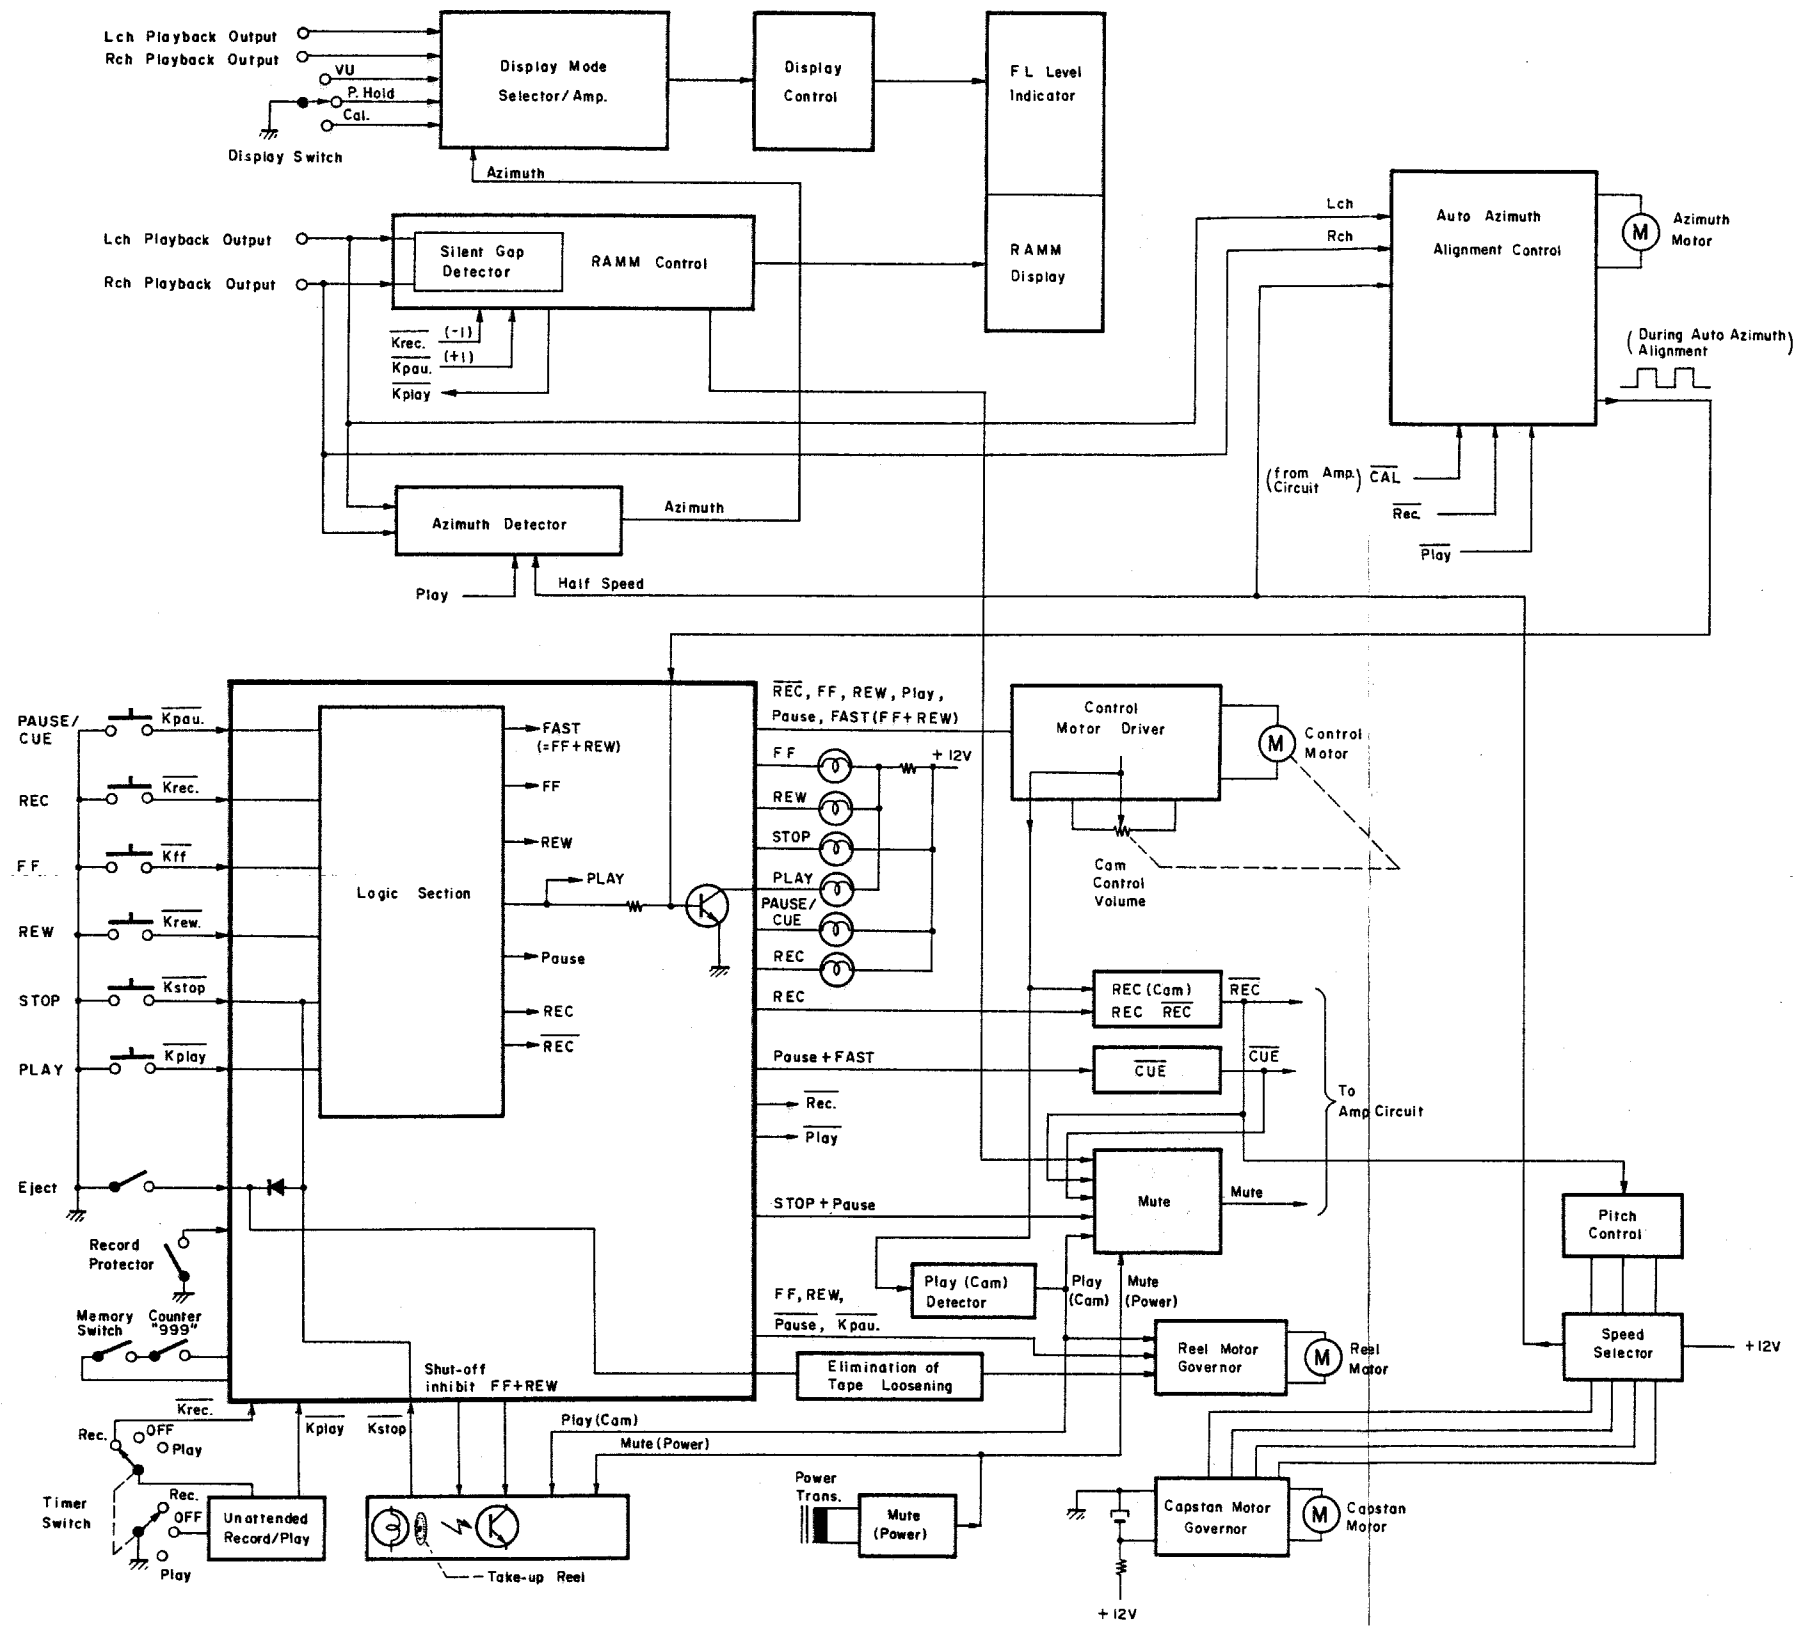 Lch Playback Output
Rch Playback Output
VU
P. Hold
Cal.
Display Switch
Display Mode
Selector/Amp.
Display
Control
FL Level
Indicator
RAMM
Display
Azimuth
Lch Playback Output
Rch Playback Output
Silent Gap
Detector
RAMM Control
Krec.
(-1)
Kpau.
(+1)
Kplay
Lch
Rch
Auto Azimuth
Alignment Control
M
Azimuth
Motor
(During Auto Azimuth)
Alignment
(from Amp.)
Circuit
CAL
Rec.
Play
Azimuth Detector
Azimuth
Play
Half Speed
PAUSE/
CUE
Kpau.
REC
Krec.
FF
Kff
REW
Krew.
STOP
Kstop
PLAY
Kplay
Eject
Record
Protector
Memory
Switch
Counter
"999"
Logic Section
FAST
(=FF+REW)
FF
REW
PLAY
Pause
REC
REC
REC, FF, REW, Play,
Pause, FAST(FF+REW)
FF
+12V
REW
STOP
PLAY
PAUSE/
CUE
REC
REC
Pause+FAST
Rec.
Play
STOP+Pause
FF, REW,
Pause, Kpau.
Control
Motor Driver
M
Control
Motor
Cam
Control
Volume
REC(Cam)
REC REC
REC
CUE
CUE
To
Amp Circuit
Mute
Mute
Play (Cam)
Detector
Play
(Cam)
Mute
(Power)
Pitch
Control
Speed
Selector
+12V
Reel Motor
Governor
M
Reel
Motor
Elimination of
Tape Loosening
Shut-off
inhibit
FF+REW
Krec.
Kplay
Kstop
Play(Cam)
Mute(Power)
Rec.
OFF
Play
Timer
Switch
Rec.
OFF
Play
Unattended
Record/Play
Take-up Reel
Power
Trans.
Mute
(Power)
Capstan Motor
Governor
M
Capstan
Motor
+12V